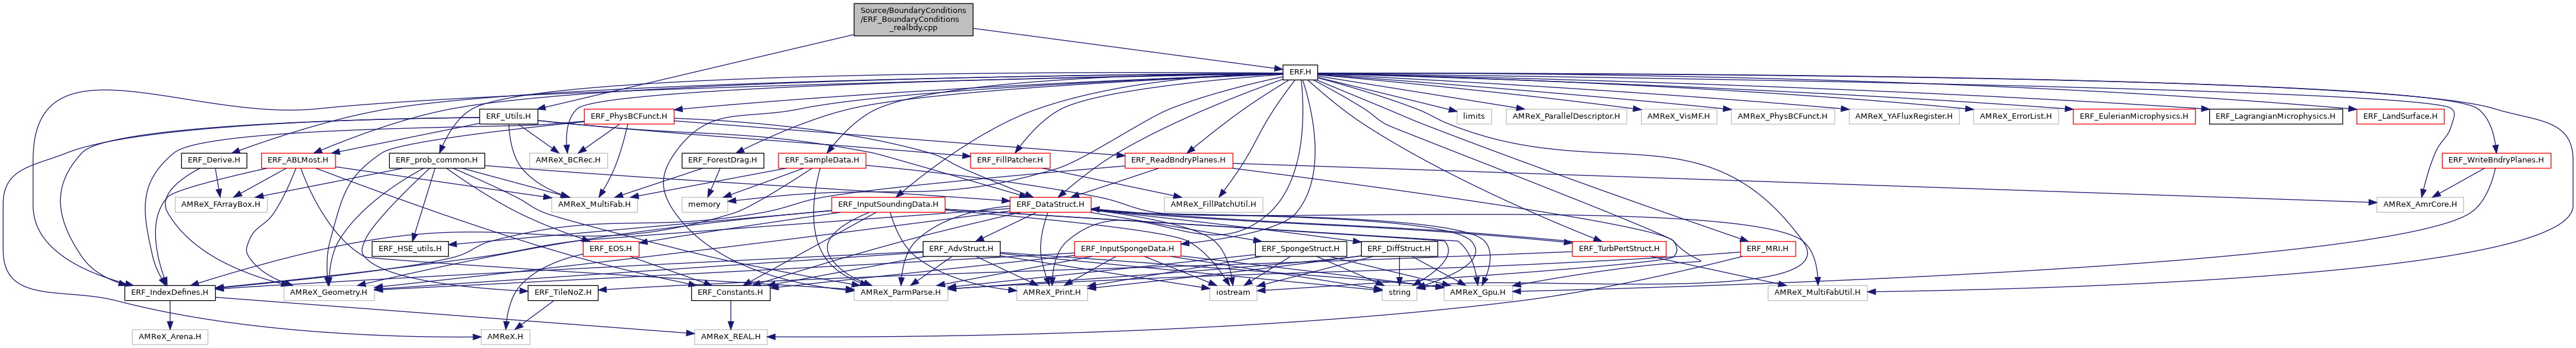 Source/BoundaryConditions
/ERF_BoundaryConditions
_realbdy.cpp
ERF.H
ERF_Utils.H
ERF_PhysBCFunct.H
limits
AMReX_ParallelDescriptor.H
AMReX_VisMF.H
AMReX_PhysBCFunct.H
AMReX_YAFluxRegister.H
AMReX_ErrorList.H
ERF_EulerianMicrophysics.H
ERF_LagrangianMicrophysics.H
ERF_LandSurface.H
ERF_Derive.H
ERF_ABLMost.H
ERF_prob_common.H
AMReX_BCRec.H
ERF_ForestDrag.H
ERF_SampleData.H
ERF_FillPatcher.H
ERF_ReadBndryPlanes.H
ERF_WriteBndryPlanes.H
AMReX_FArrayBox.H
AMReX_MultiFab.H
memory
ERF_InputSoundingData.H
ERF_DataStruct.H
AMReX_FillPatchUtil.H
AMReX_AmrCore.H
ERF_HSE_utils.H
ERF_EOS.H
ERF_AdvStruct.H
ERF_InputSpongeData.H
ERF_SpongeStruct.H
ERF_DiffStruct.H
ERF_TurbPertStruct.H
ERF_MRI.H
ERF_IndexDefines.H
AMReX_Geometry.H
ERF_TileNoZ.H
ERF_Constants.H
AMReX_ParmParse.H
AMReX_Print.H
iostream
string
AMReX_Gpu.H
AMReX_MultiFabUtil.H
AMReX_Arena.H
AMReX.H
AMReX_REAL.H